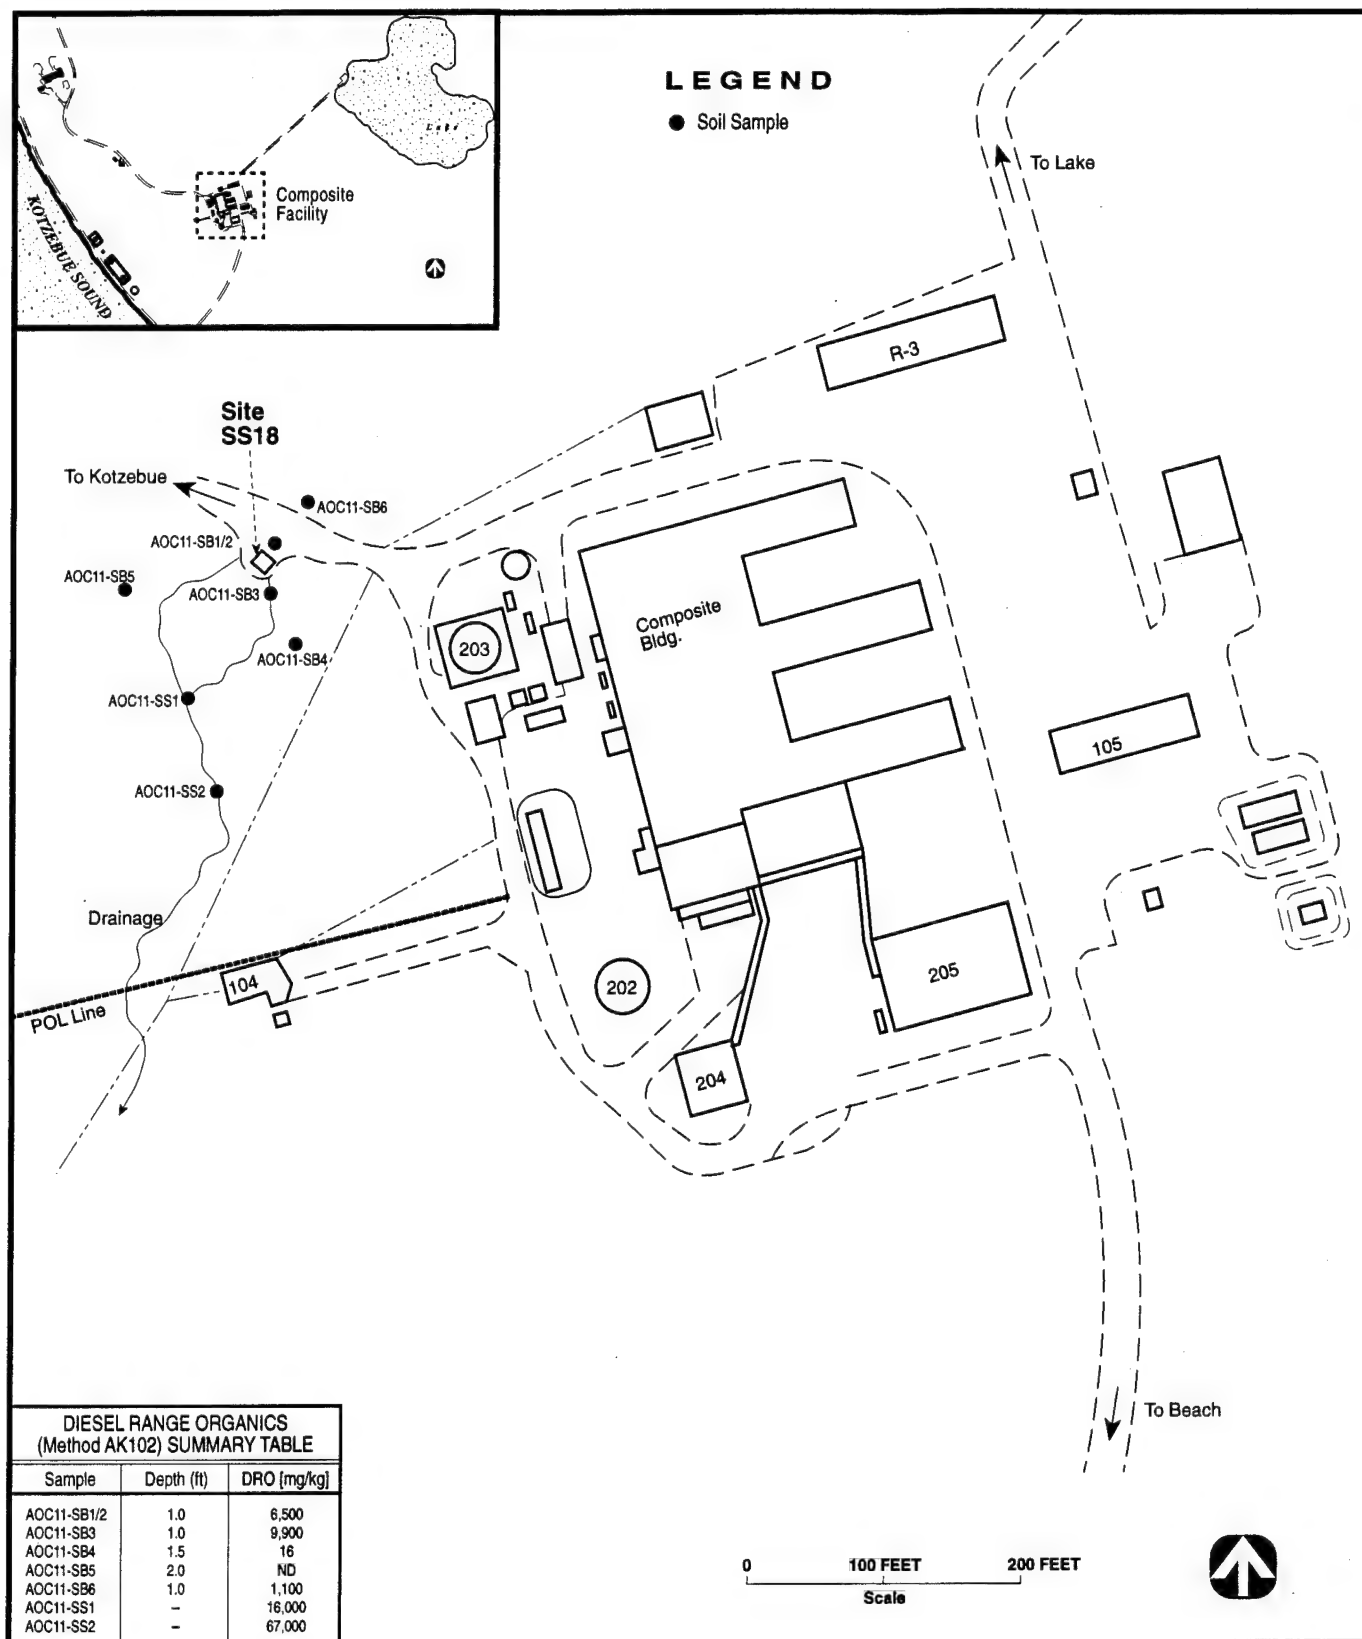 Lake
Composite
Facility
KOTZEBUE SOUND
LEGEND
Soil Sample
To Lake
R-3
Site
SS18
To Kotzebue
AOC11-SB6
AOC11-SB1/2
AOC11-SB5
AOC11-SB3
AOC11-SB4
AOC11-SS1
AOC11-SS2
203
Composite
Bldg.
105
Drainage
104
POL Line
202
205
204
To Beach
DIESEL RANGE ORGANICS
(Method AK102) SUMMARY TABLE
Sample Depth (ft) DRO [mg/kg]
AOC11-SB1/2 1.0 6,500
AOC11-SB3 1.0 9,900
AOC11-SB4 1.5 16
AOC11-SB5 2.0 ND
AOC11-SB6 1.0 1,100
AOC11-SS1 – 16,000
AOC11-SS2 – 67,000
0 100 FEET 200 FEET
Scale